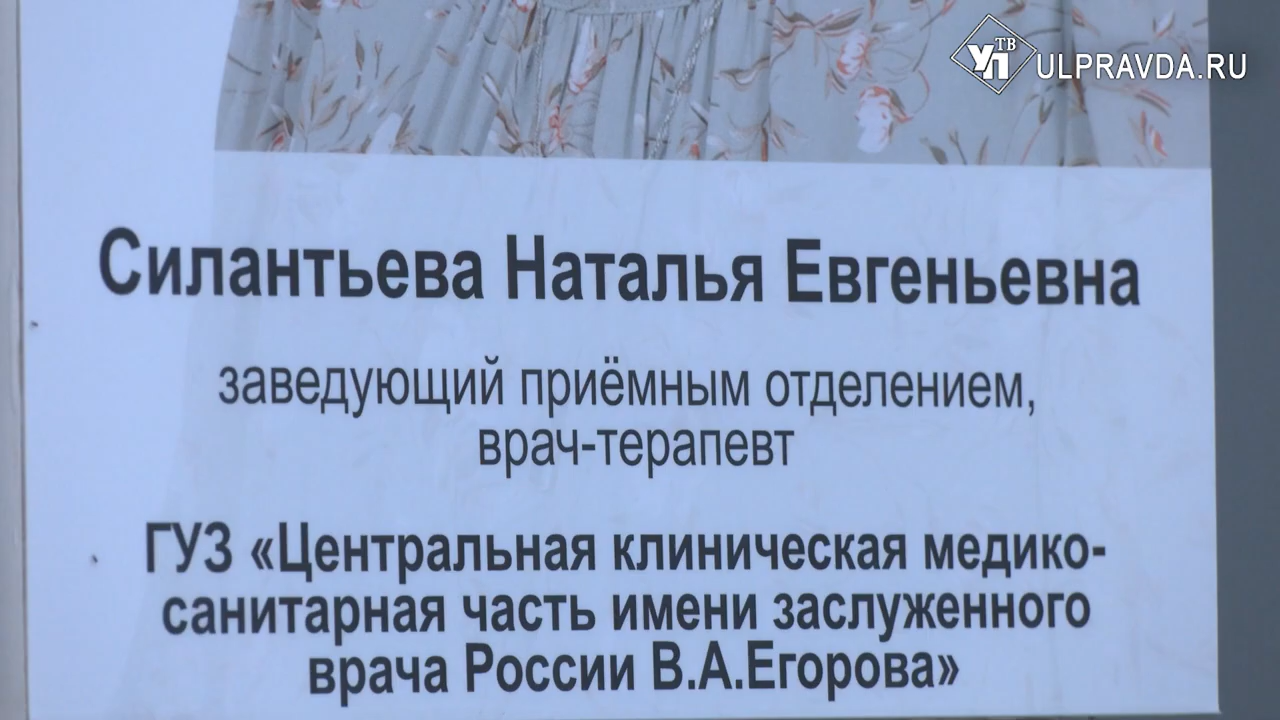 УП ТВ ULPRAVDA.RU
Силантьева Наталья Евгеньевна
заведующий приёмным отделением,
врач-терапевт
ГУЗ «Центральная клиническая медико-
санитарная часть имени заслуженного
врача России В.А.Егорова»